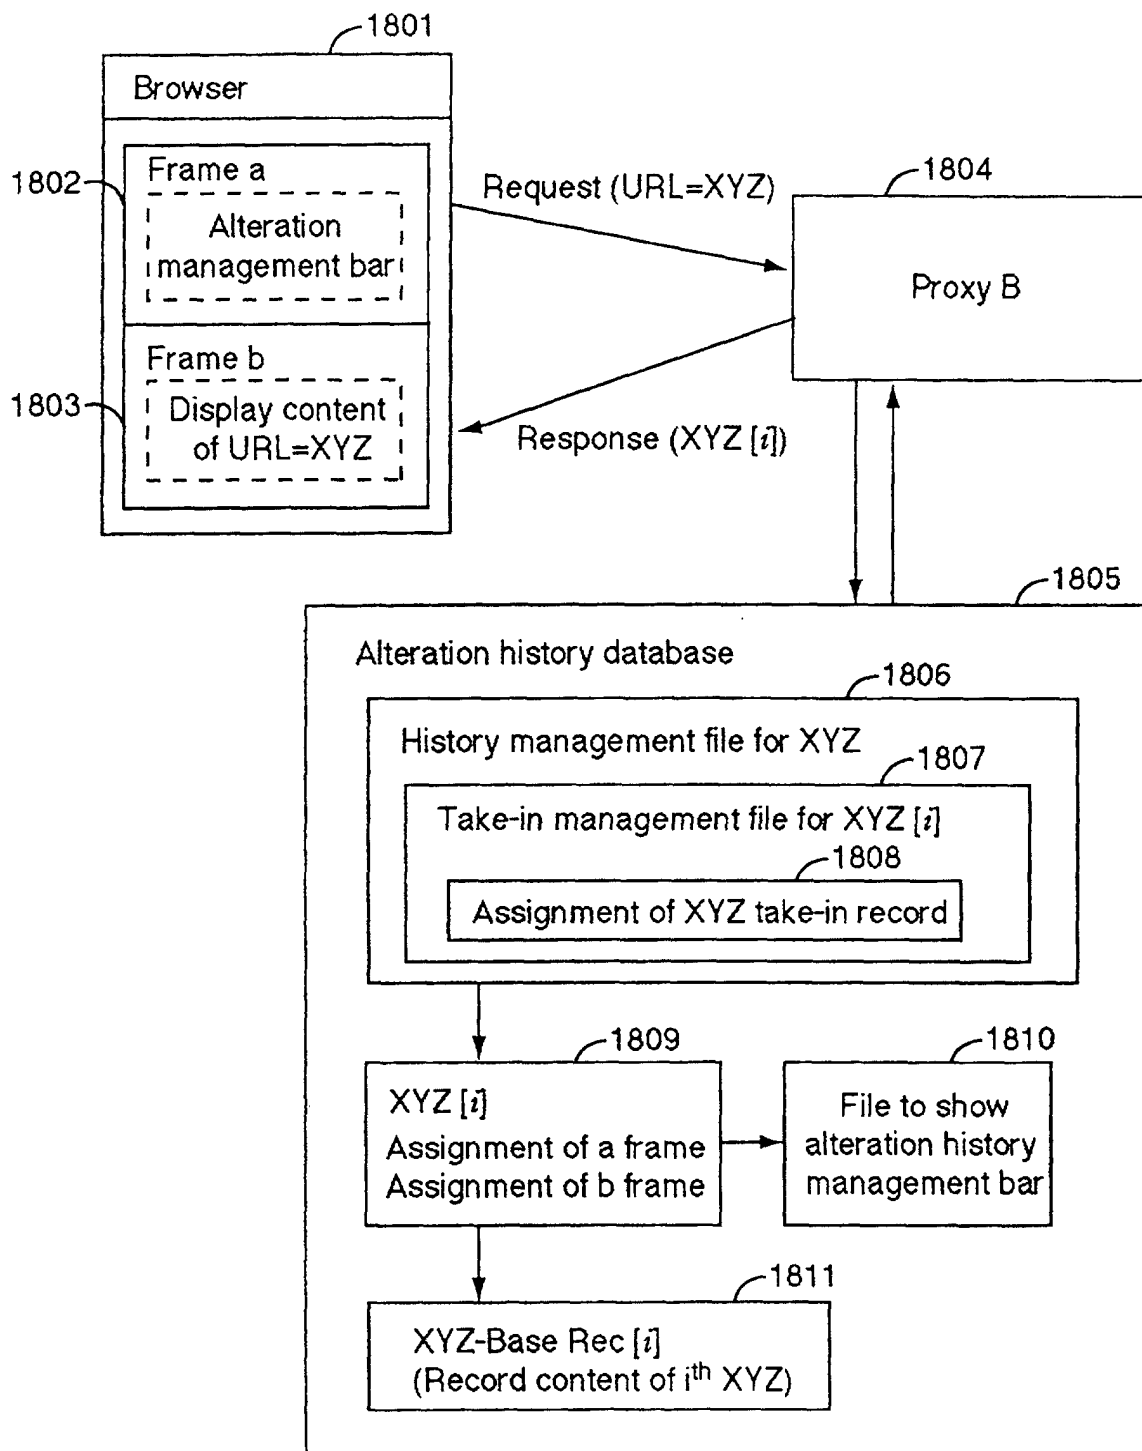 1801
Browser
1802
Frame a
Alteration
management bar
Request (URL=XYZ)
1804
Proxy B
1803
Frame b
Display content
of URL=XYZ
Response (XYZ [i])
1805
Alteration history database
1806
History management file for XYZ
1807
Take-in management file for XYZ [i]
1808
Assignment of XYZ take-in record
1809
XYZ [i]
Assignment of a frame
Assignment of b frame
1810
File to show
alteration history
management bar
1811
XYZ-Base Rec [i]
(Record content of ith XYZ)